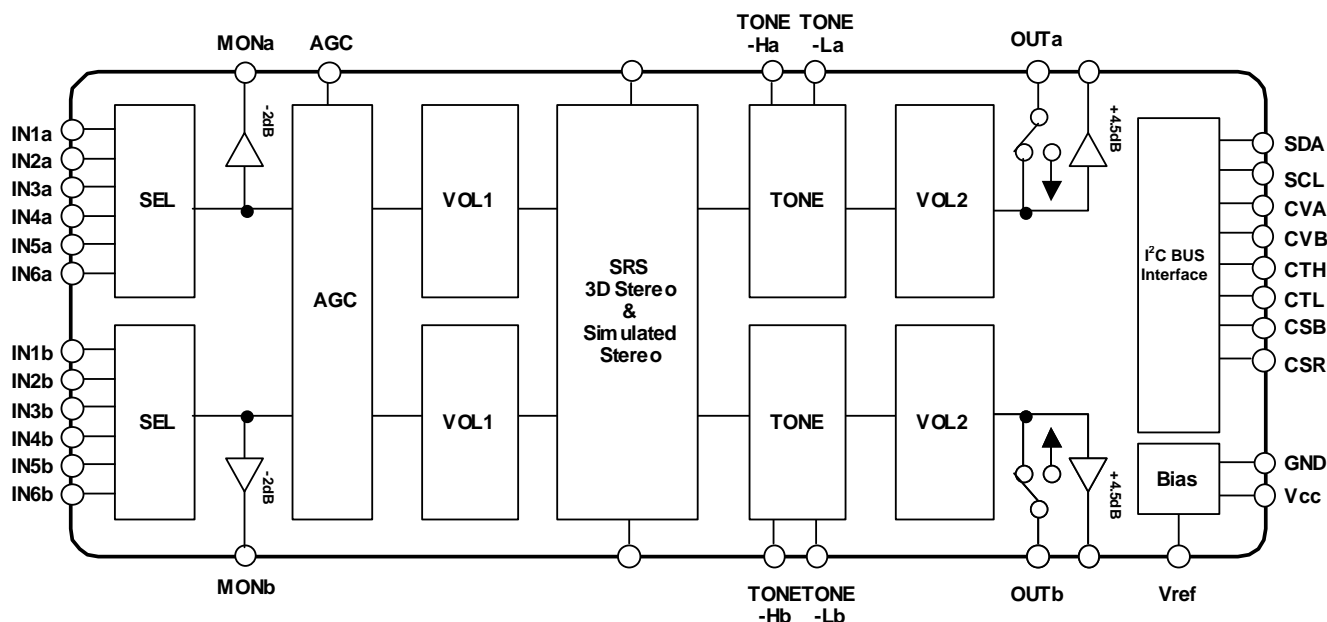 TONE TONE
-Ha -La
MONa AGC OUTa
-2dB
+4.5dB
IN1a
IN2a
IN3a
IN4a
IN5a
IN6a
SEL
VOL1
TONE
VOL2
SDA
SCL
CVA
CVB
CTH
CTL
CSB
CSR
I²C BUS
Interface
AGC
SRS
3D Stereo
&
Simulated
Stereo
IN1b
IN2b
IN3b
IN4b
IN5b
IN6b
SEL
VOL1
TONE
VOL2
-2dB
+4.5dB
Bias
GND
Vcc
MONb
TONE TONE
-Hb -Lb
OUTb
Vref